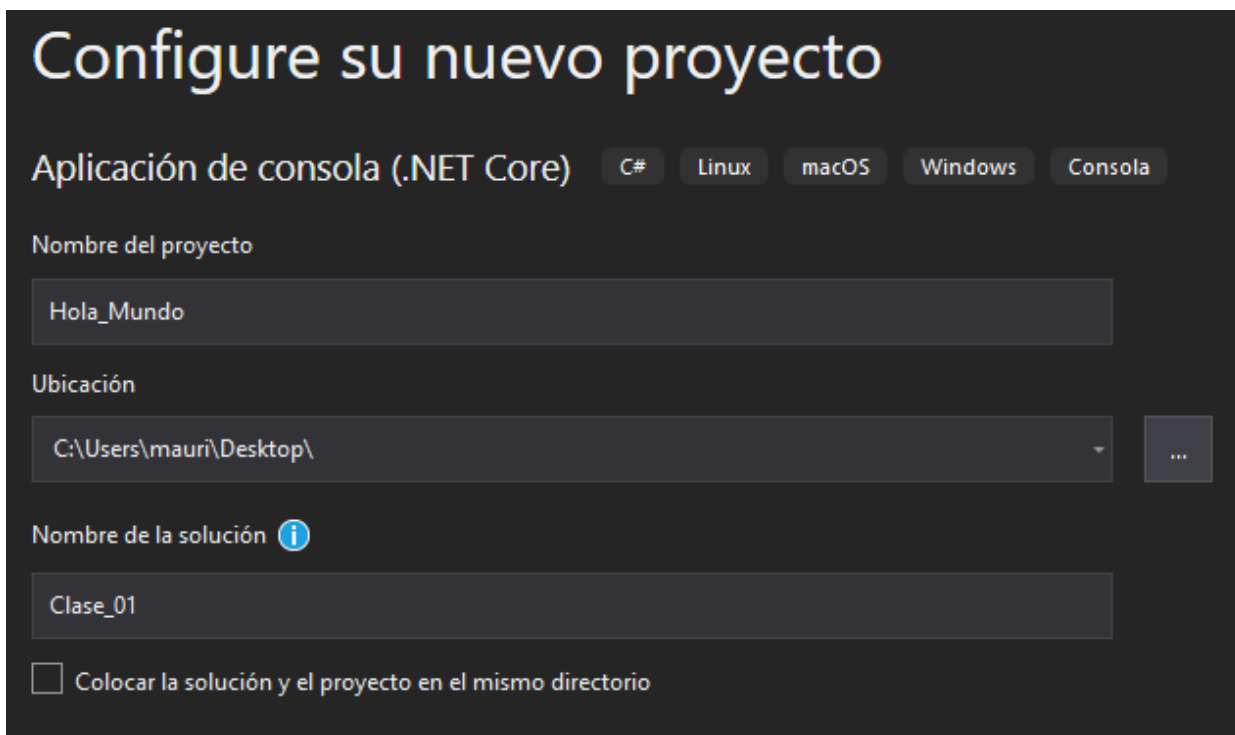 Configure su nuevo proyecto
Aplicación de consola (.NET Core) C# Linux macOS Windows Consola
Nombre del proyecto
Hola_Mundo
Ubicación
C:\Users\mauri\Desktop\
...
Nombre de la solución i
Clase_01
Colocar la solución y el proyecto en el mismo directorio